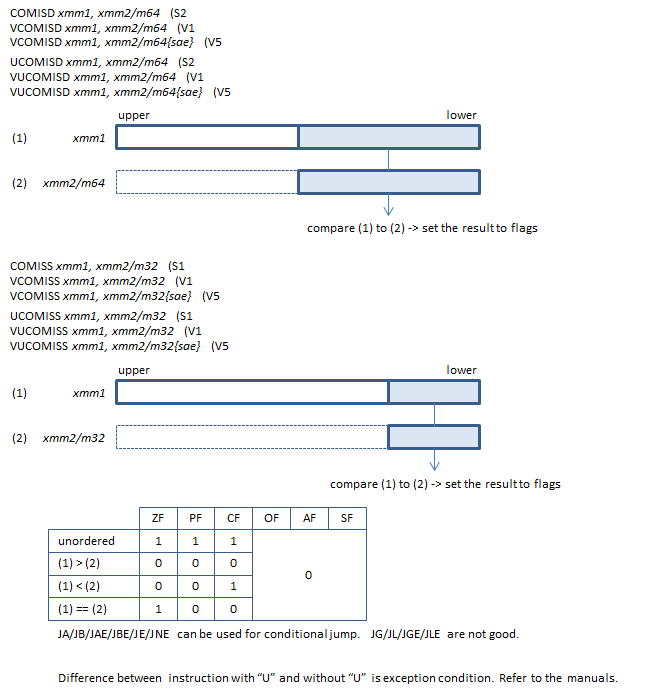 COMISD xmm1, xmm2/m64 (S2
VCOMISD xmm1, xmm2/m64 (V1
VCOMISD xmm1, xmm2/m64{sae} (V5
UCOMISD xmm1, xmm2/m64 (S2
VUCOMISD xmm1, xmm2/m64 (V1
VUCOMISD xmm1, xmm2/m64{sae} (V5
upper lower
(1) xmm1
(2) xmm2/m64
compare (1) to (2) -> set the result to flags
COMISS xmm1, xmm2/m32 (S1
VCOMISS xmm1, xmm2/m32 (V1
VCOMISS xmm1, xmm2/m32{sae} (V5
UCOMISS xmm1, xmm2/m32 (S1
VUCOMISS xmm1, xmm2/m32 (V1
VUCOMISS xmm1, xmm2/m32{sae} (V5
upper lower
(1) xmm1
(2) xmm2/m32
compare (1) to (2) -> set the result to flags
ZF PF CF OF AF SF
unordered 1 1 1
(1) > (2) 0 0 0
0
(1) < (2) 0 0 1
(1) == (2) 1 0 0
JA/JB/JAE/JBE/JE/JNE can be used for conditional jump. JG/JL/JGE/JLE are not good.
Difference between instruction with “U” and without “U” is exception condition. Refer to the manuals.